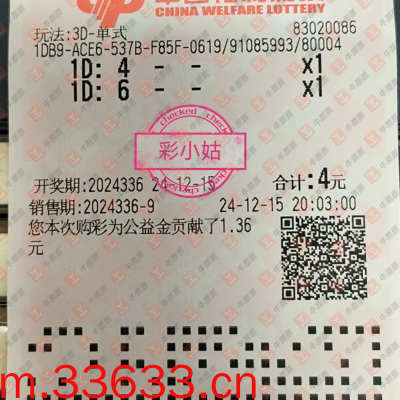 CHINA WELFARE LOTTERY
玩法:3D-单式 83020086
1DB9-ACE6-537B-F85F-0619/91085993/80004
1D: 4 - - x1
1D: 6 - - x1
checked
彩小姑
checked
开奖期:2024336 24-12-15 合计:4元
销售期:2024336-9 24-12-15 20:03:00
您本次购彩为公益金贡献了1.36
元
m.33633.cn